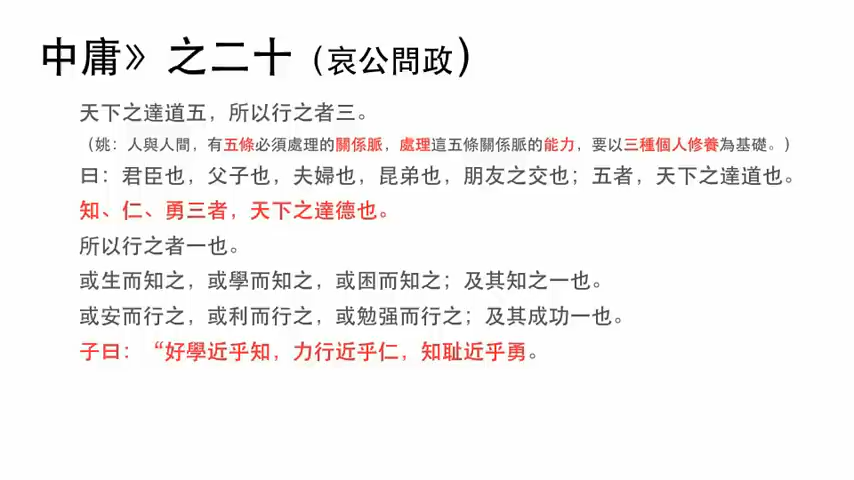 中庸》之二十（哀公問政）
天下之達道五，所以行之者三。
（姚：人與人間，有五條必須處理的關係脈，處理這五條關係脈的能力，要以三種個人修養為基礎。）
曰：君臣也，父子也，夫婦也，昆弟也，朋友之交也；五者，天下之達道也。
知、仁、勇三者，天下之達德也。
所以行之者一也。
或生而知之，或學而知之，或困而知之；及其知之一也。
或安而行之，或利而行之，或勉强而行之；及其成功一也。
子曰：“好學近乎知，力行近乎仁，知耻近乎勇。